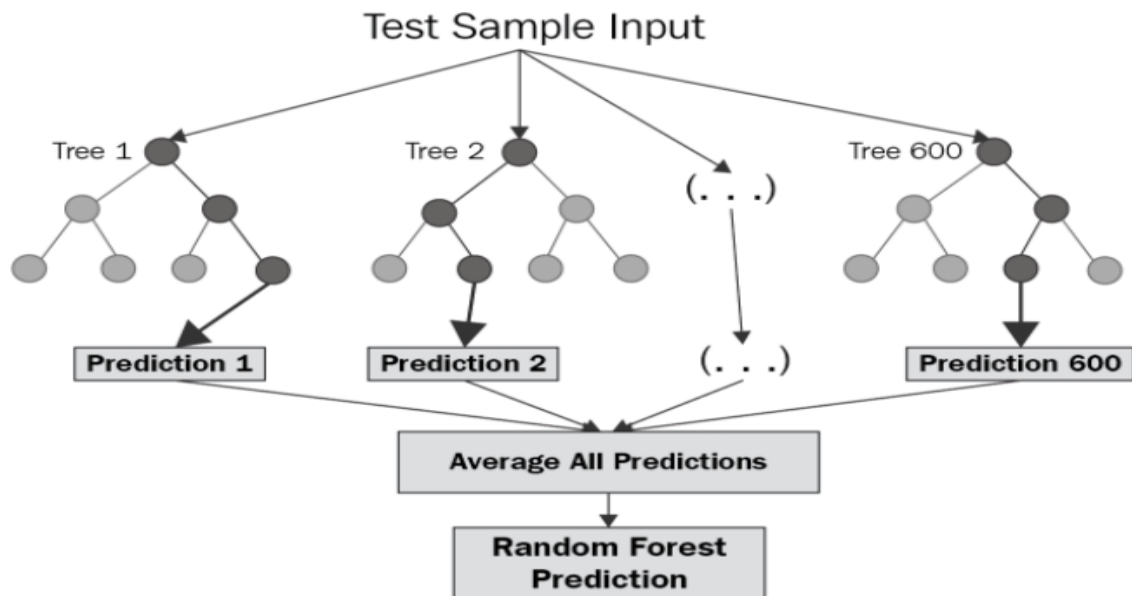 Test Sample Input
Tree 1
Tree 2
Tree 600
(. . .)
Prediction 1
Prediction 2
(. . .)
Prediction 600
Average All Predictions
Random Forest
Prediction